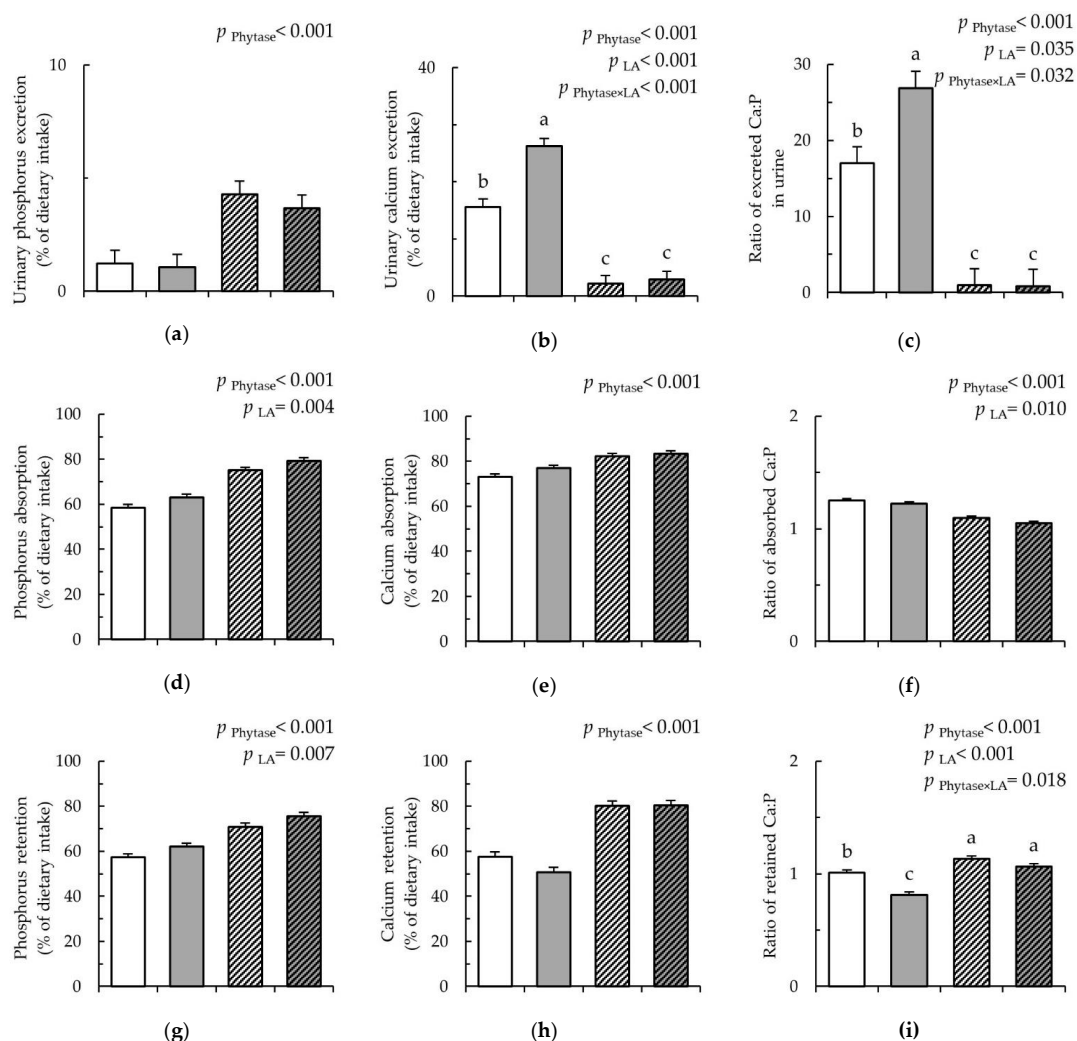 p Phytase< 0.001
Urinary phosphorus excretion
(% of dietary intake)
10
5
0
(a)
p Phytase< 0.001
p LA< 0.001
p Phytase×LA< 0.001
Urinary calcium excretion
(% of dietary intake)
40
0
b
a
c
c
(b)
p Phytase< 0.001
p LA= 0.035
p Phytase×LA= 0.032
Ratio of excreted Ca:P
in urine
30
20
10
0
b
a
c
c
(c)
p Phytase< 0.001
p LA= 0.004
Phosphorus absorption
(% of dietary intake)
100
80
60
40
20
0
(d)
p Phytase< 0.001
Calcium absorption
(% of dietary intake)
100
80
60
40
20
0
(e)
p Phytase< 0.001
p LA= 0.010
Ratio of absorbed Ca:P
2
1
0
(f)
p Phytase< 0.001
p LA= 0.007
Phosphorus retention
(% of dietary intake)
100
80
60
40
20
0
(g)
p Phytase< 0.001
Calcium retention
(% of dietary intake)
100
80
60
40
20
0
(h)
p Phytase< 0.001
p LA< 0.001
p Phytase×LA= 0.018
Ratio of retained Ca:P
2
1
0
b
c
a
a
(i)